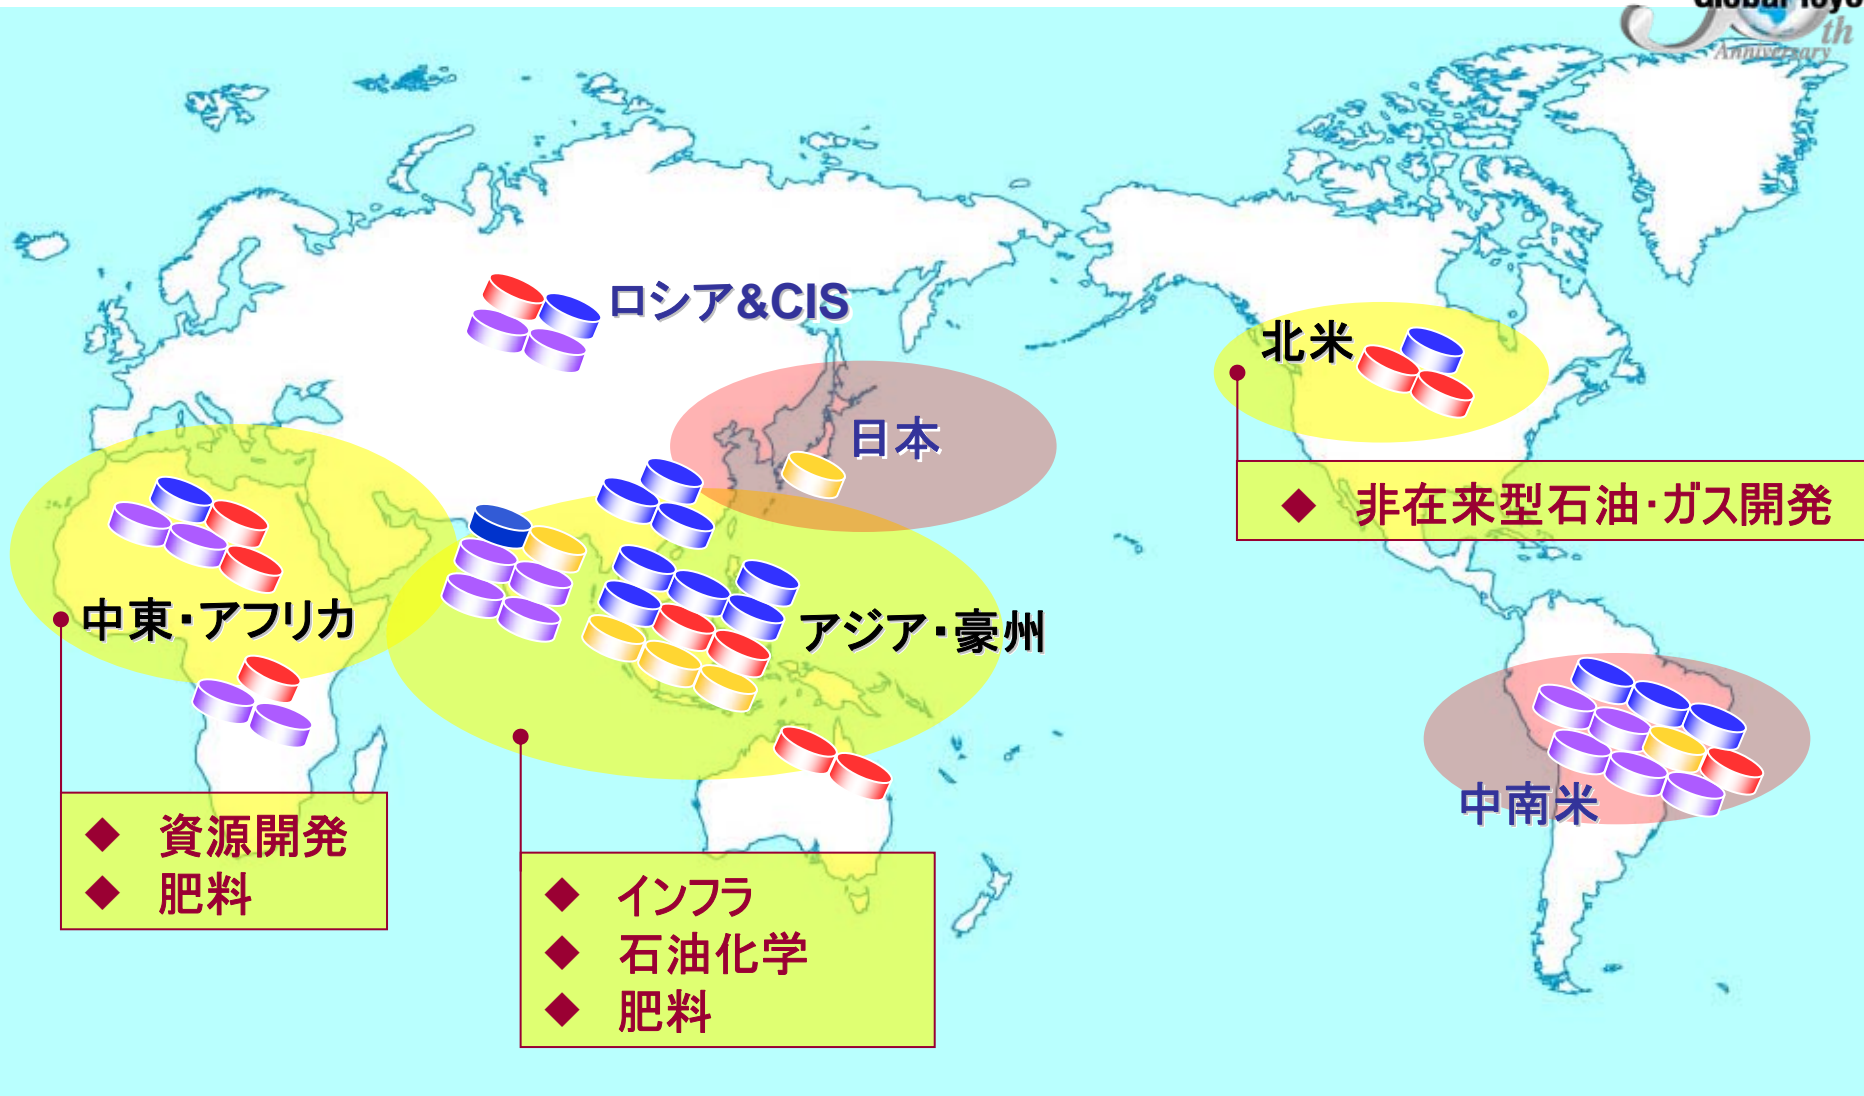 th
Anniversary
ロシア&CIS
北米
日本
◆ 非在来型石油・ガス開発
中東・アフリカ
アジア・豪州
中南米
◆ 資源開発
◆ 肥料
◆ インフラ
◆ 石油化学
◆ 肥料